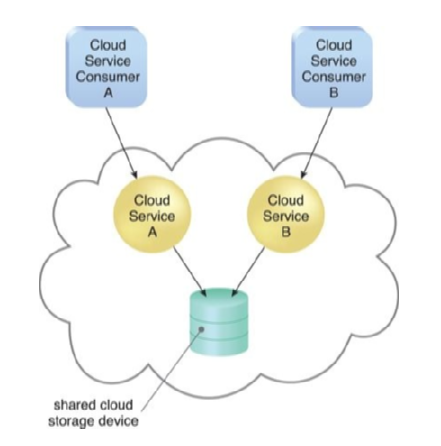 Cloud
Service
Consumer
A
Cloud
Service
Consumer
B
Cloud
Service
A
Cloud
Service
B
shared cloud
storage device